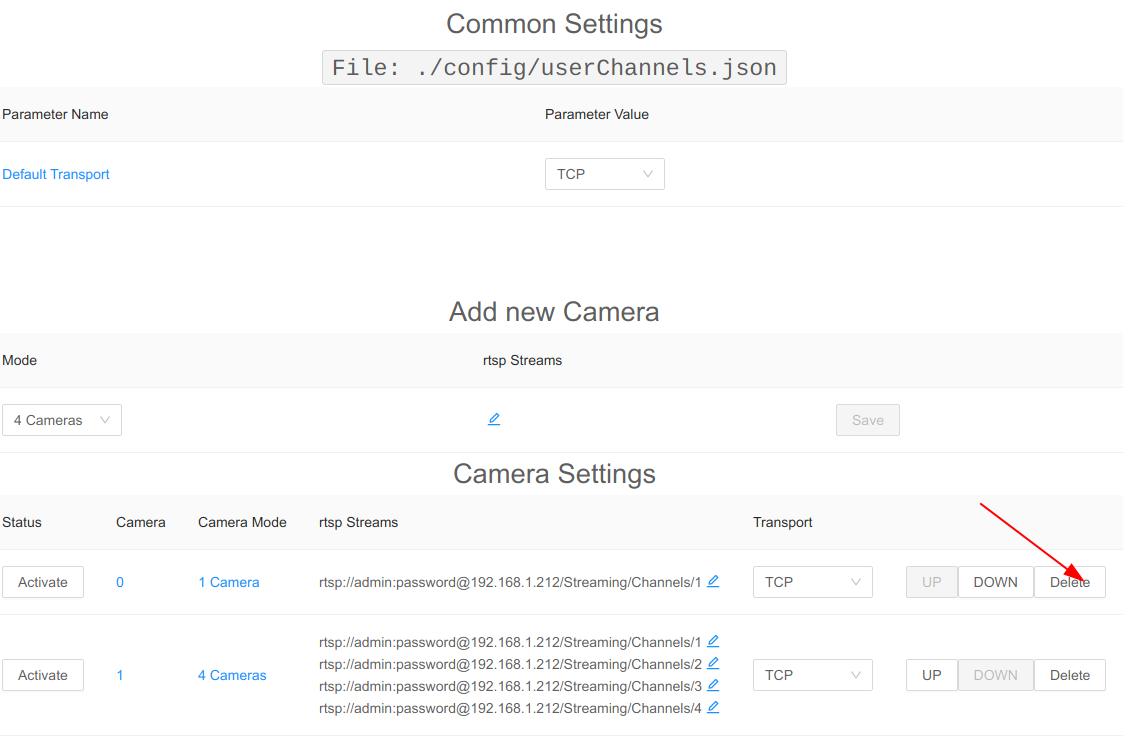 Common Settings
File: ./config/userChannels.json
Parameter Name Parameter Value
Default Transport TCP
Add new Camera
Mode rtsp Streams
4 Cameras Save
Camera Settings
Status Camera Camera Mode rtsp Streams Transport
Activate 0 1 Camera rtsp://admin:password@192.168.1.212/Streaming/Channels/1 TCP UP DOWN Delete
rtsp://admin:password@192.168.1.212/Streaming/Channels/1
rtsp://admin:password@192.168.1.212/Streaming/Channels/2
Activate 1 4 Cameras TCP UP DOWN Delete
rtsp://admin:password@192.168.1.212/Streaming/Channels/3
rtsp://admin:password@192.168.1.212/Streaming/Channels/4